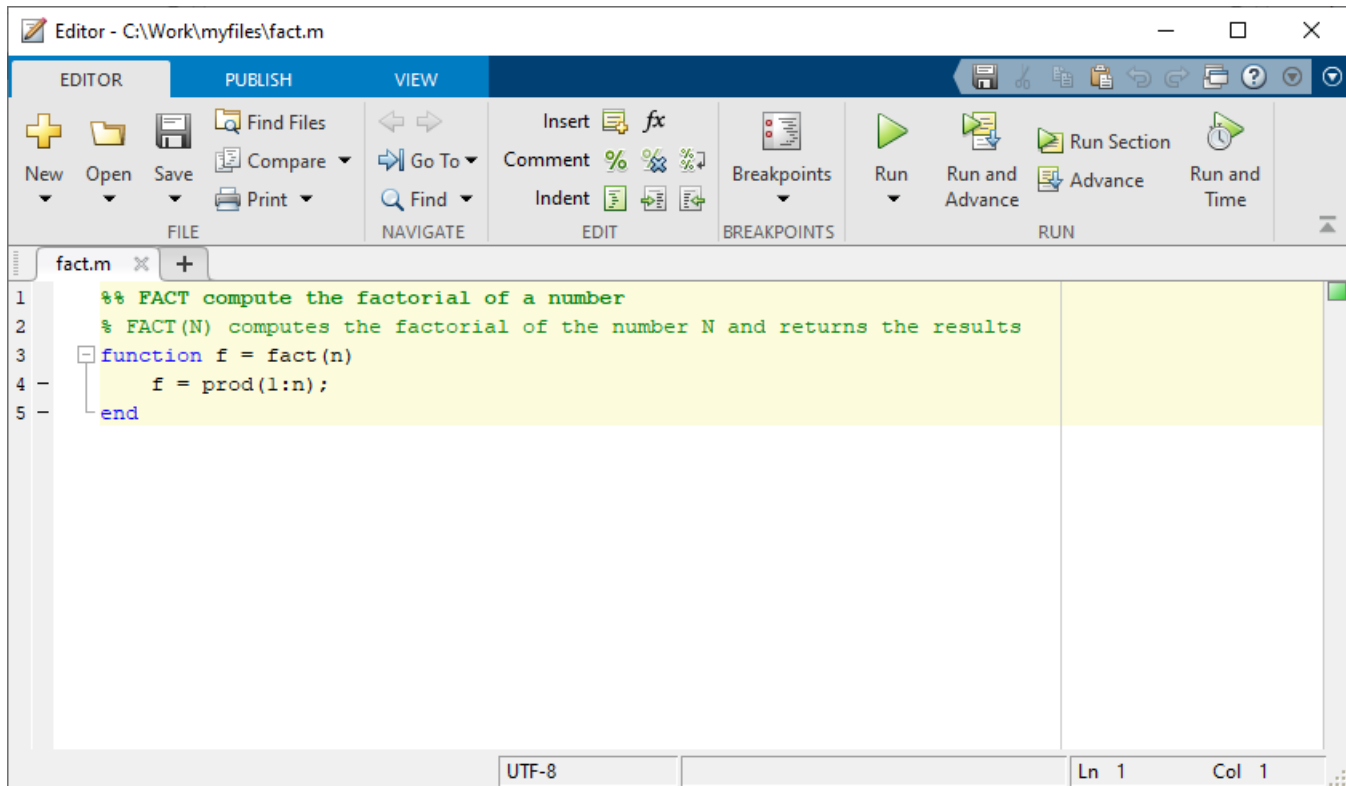 Editor - C:\Work\myfiles\fact.m
EDITOR PUBLISH VIEW
New
Open
Save
Find Files
Compare
Print
FILE
Go To
Find
NAVIGATE
Insert fx
Comment
Indent
EDIT
Breakpoints
BREAKPOINTS
Run
Run and
Advance
Run Section
Advance
Run and
Time
RUN
fact.m
1 %% FACT compute the factorial of a number
2 % FACT(N) computes the factorial of the number N and returns the results
3 function f = fact(n)
4 f = prod(1:n);
5 end
UTF-8 Ln 1 Col 1